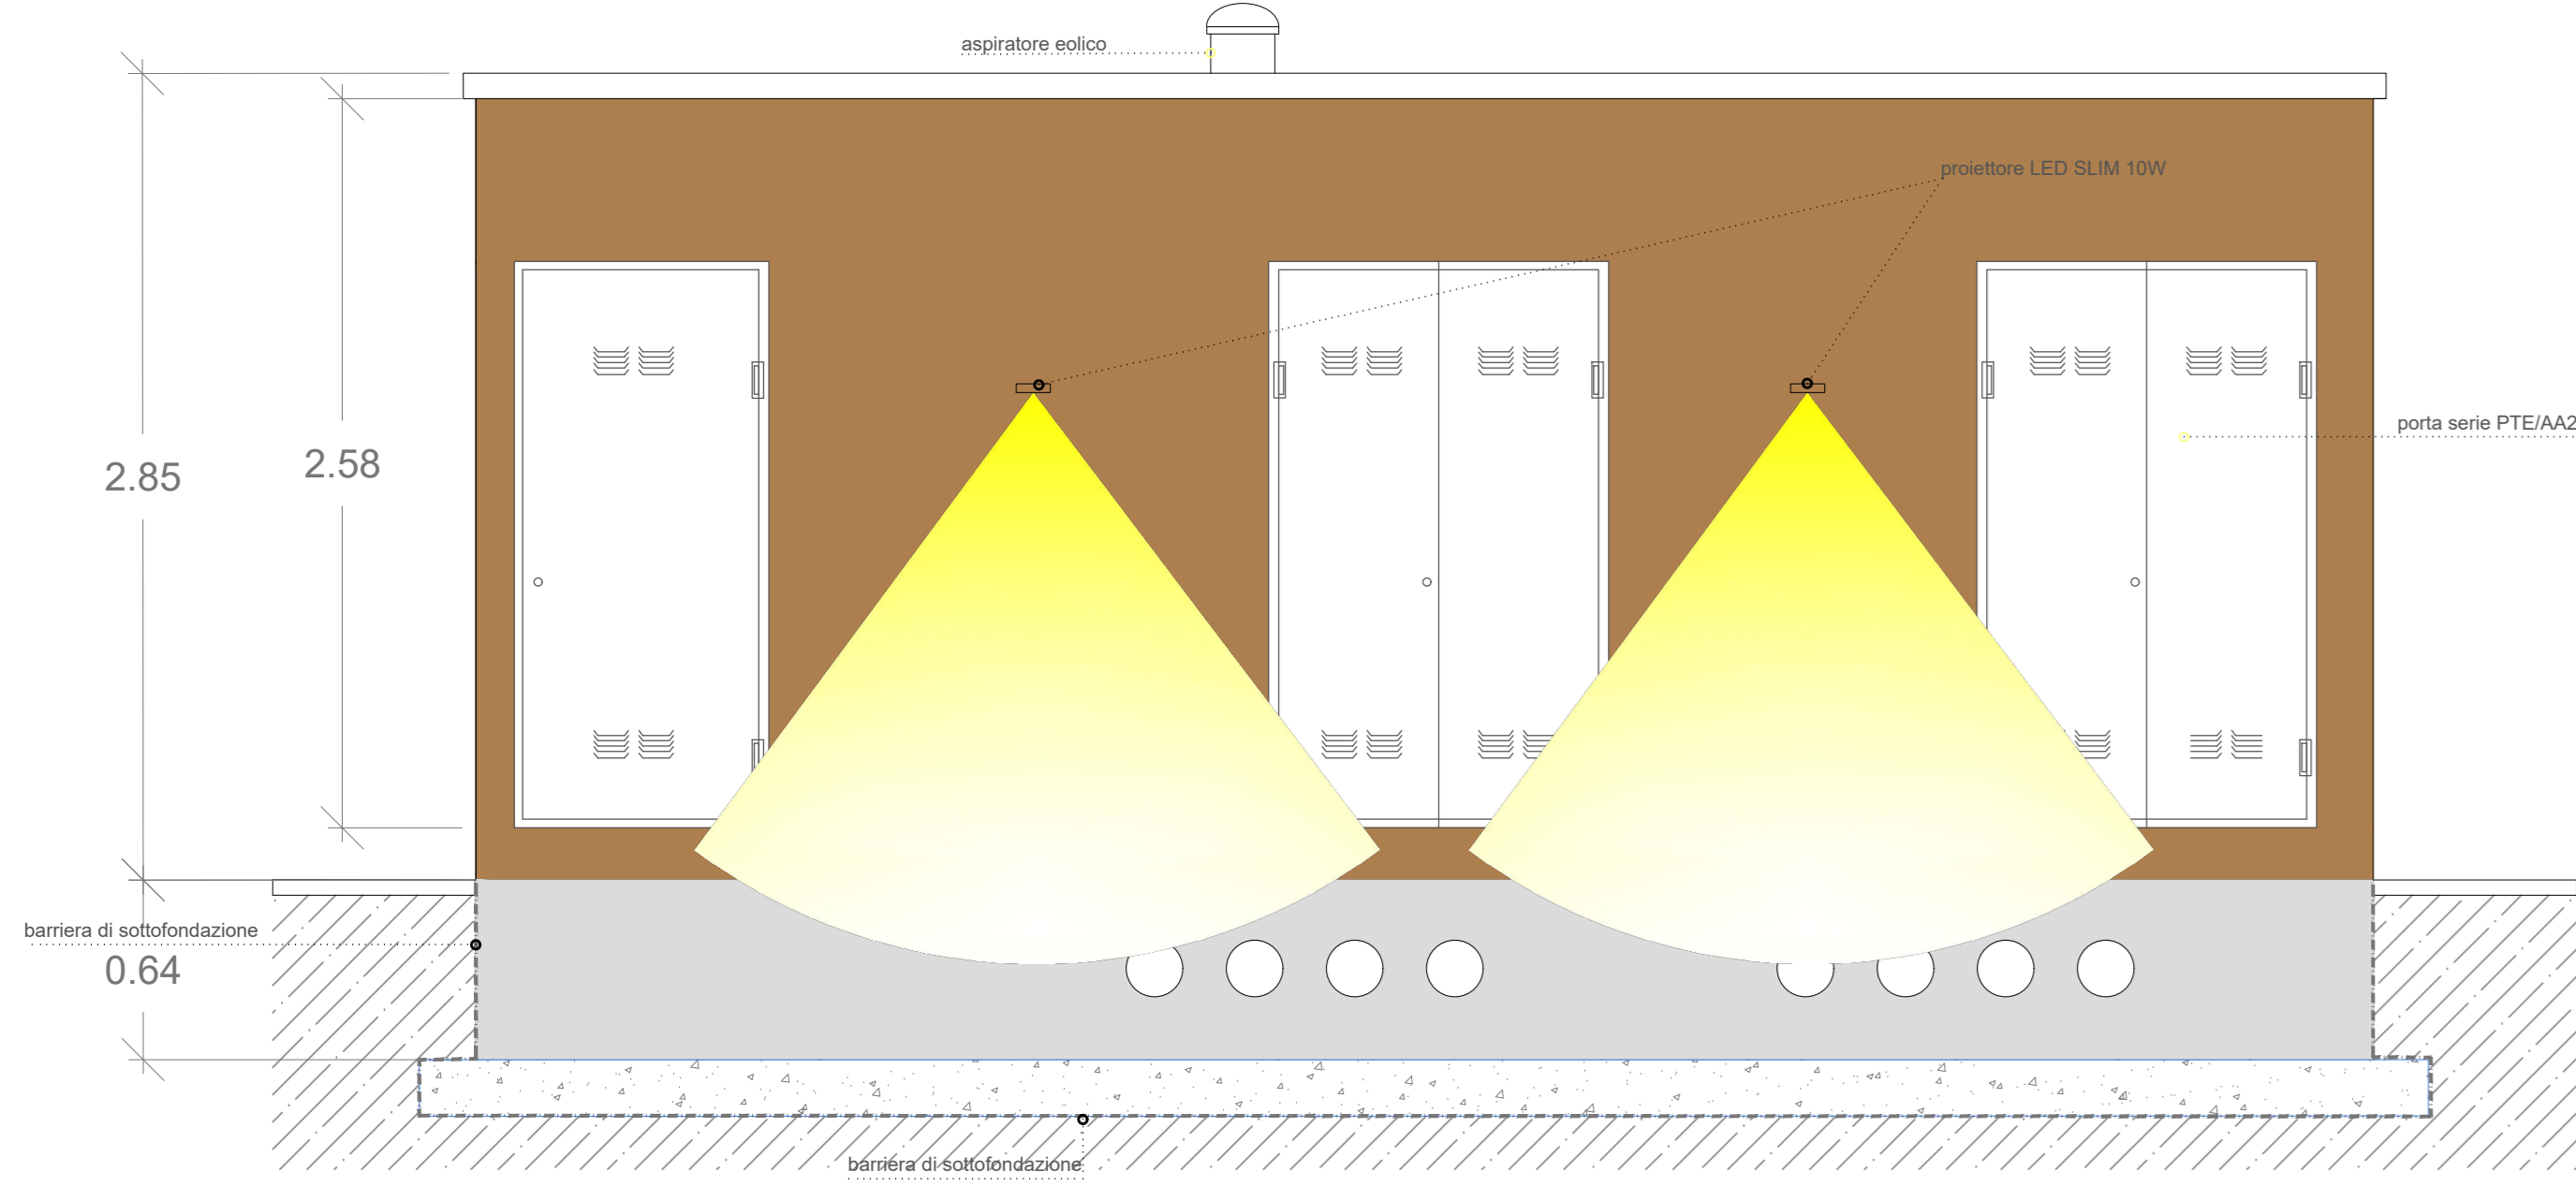 aspiratore eolico
proiettore LED SLIM 10W
porta serie PTE/AA2
2.85
2.58
barriera di sottofondazione
0.64
barriera di sottofondazione